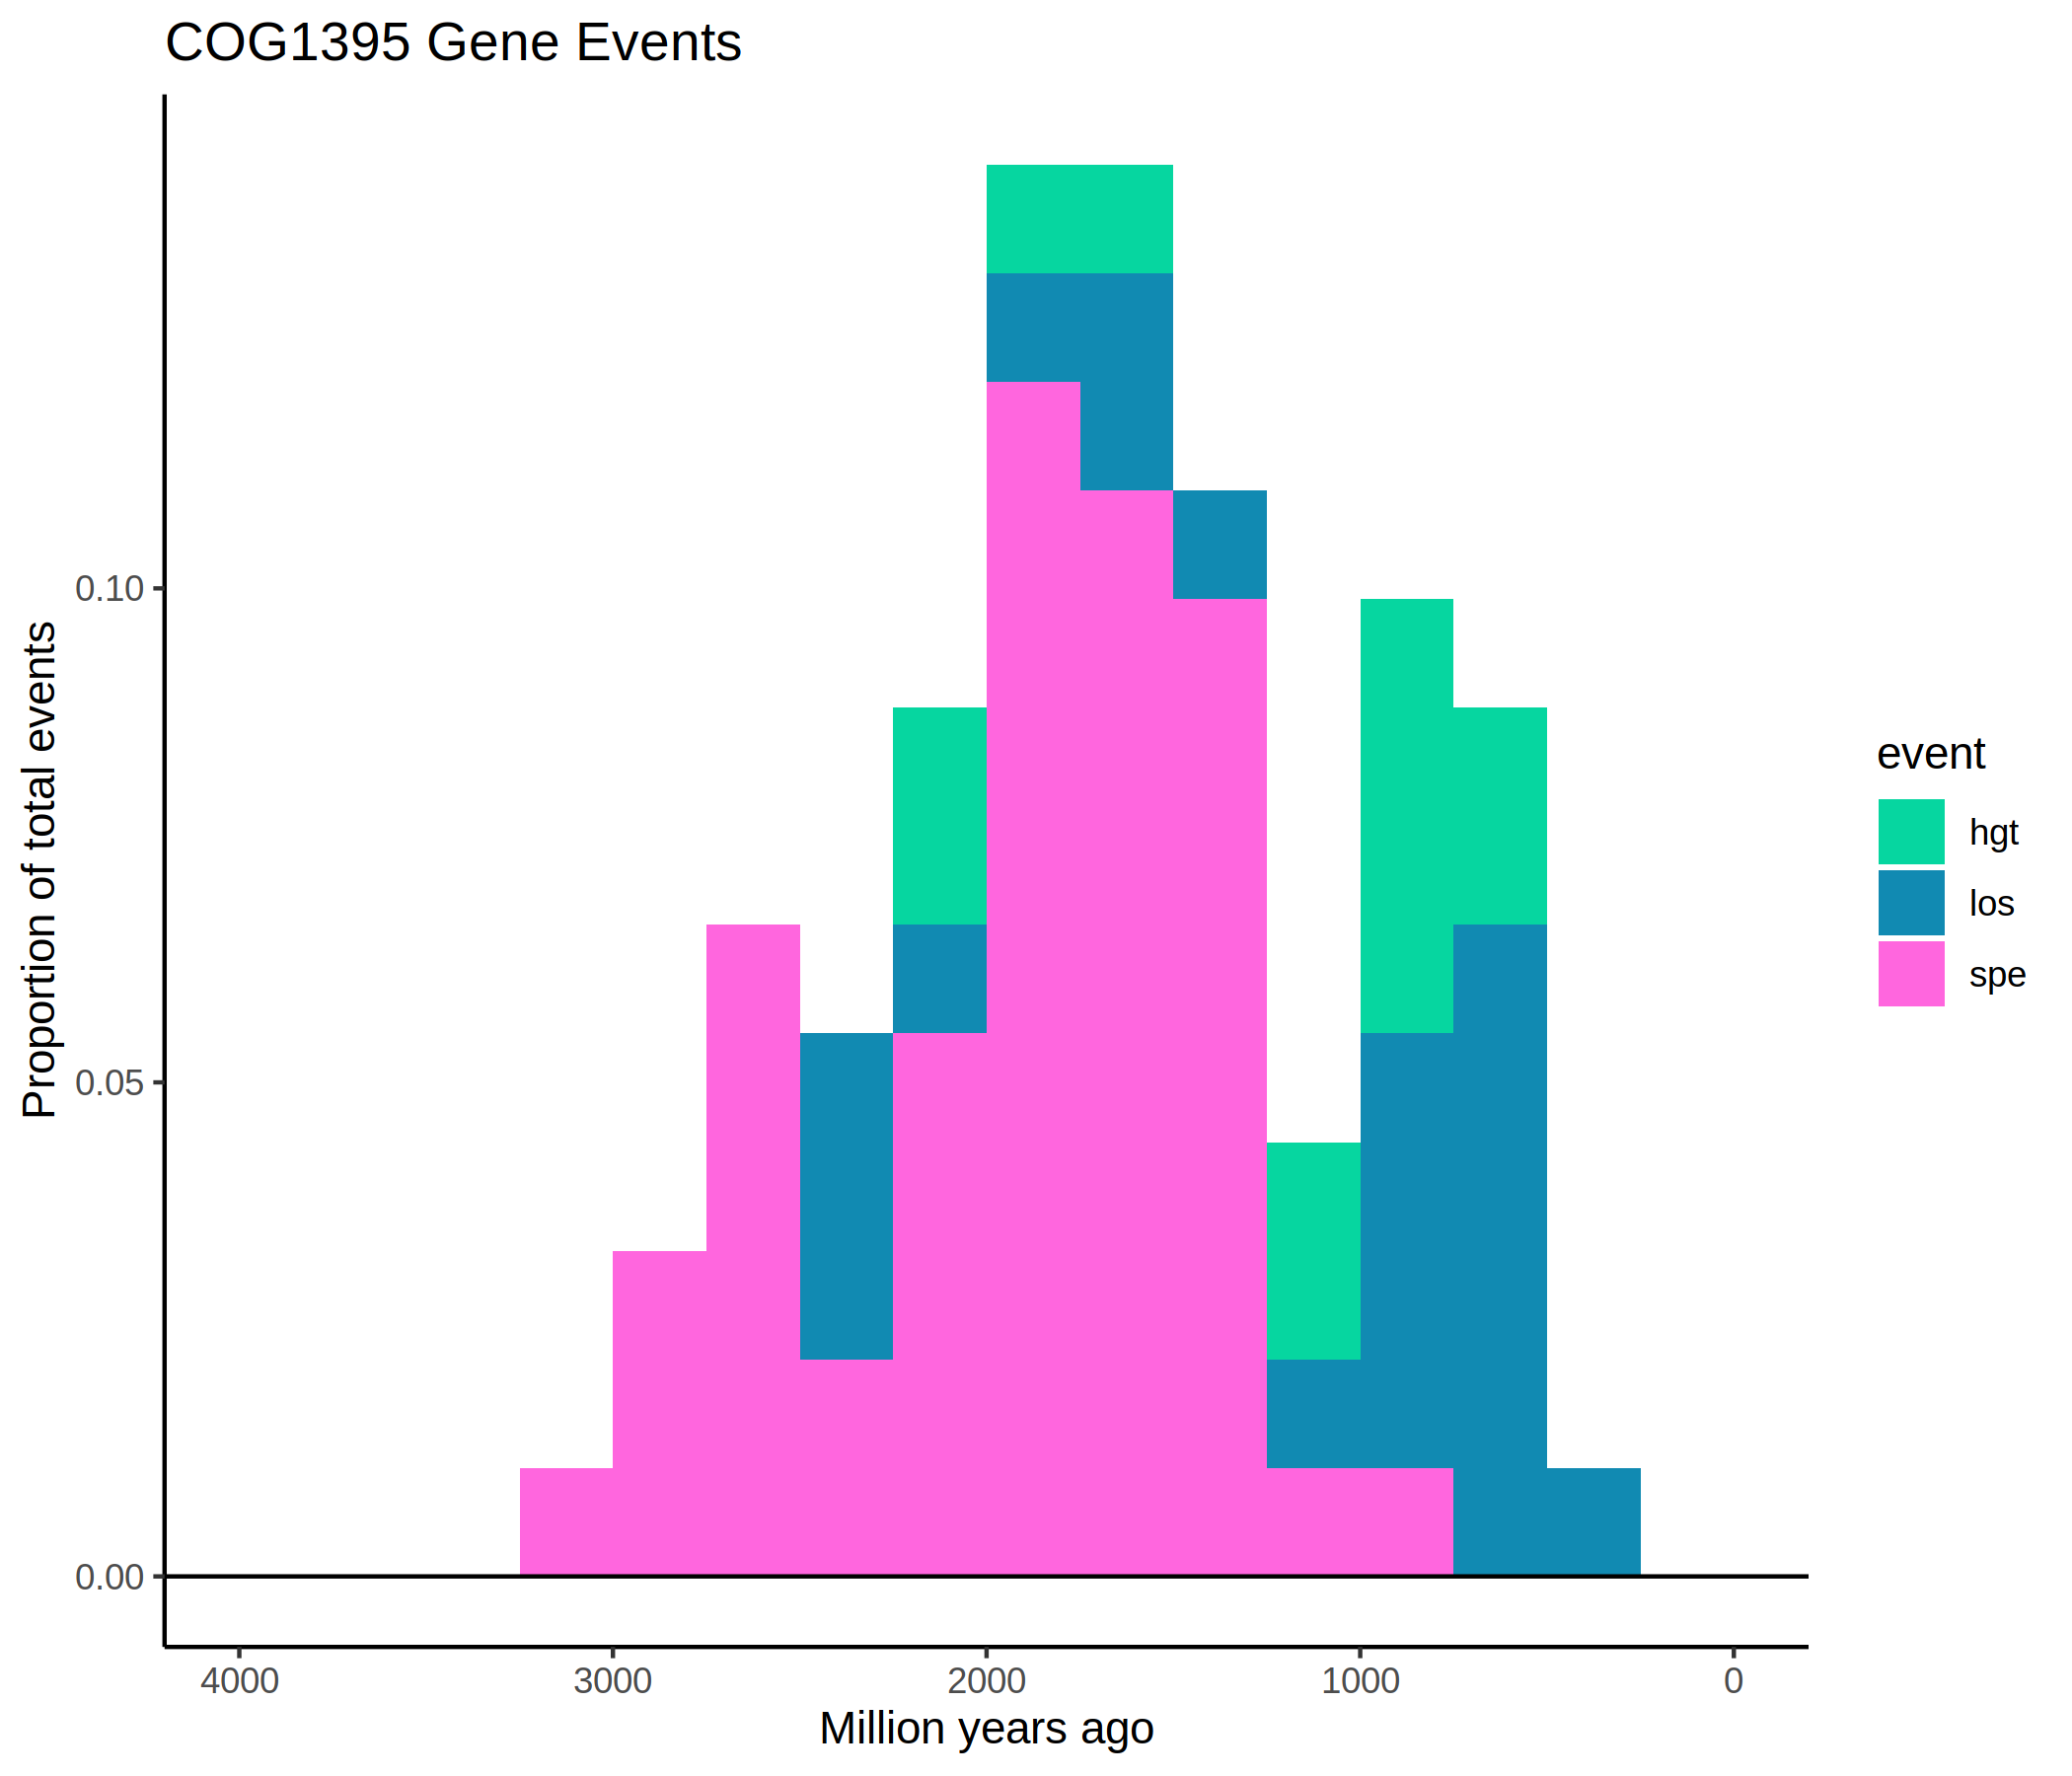 COG1395 Gene Events
Proportion of total events
0.10
0.05
0.00
4000 3000 2000 1000 0
Million years ago
event
hgt
los
spe